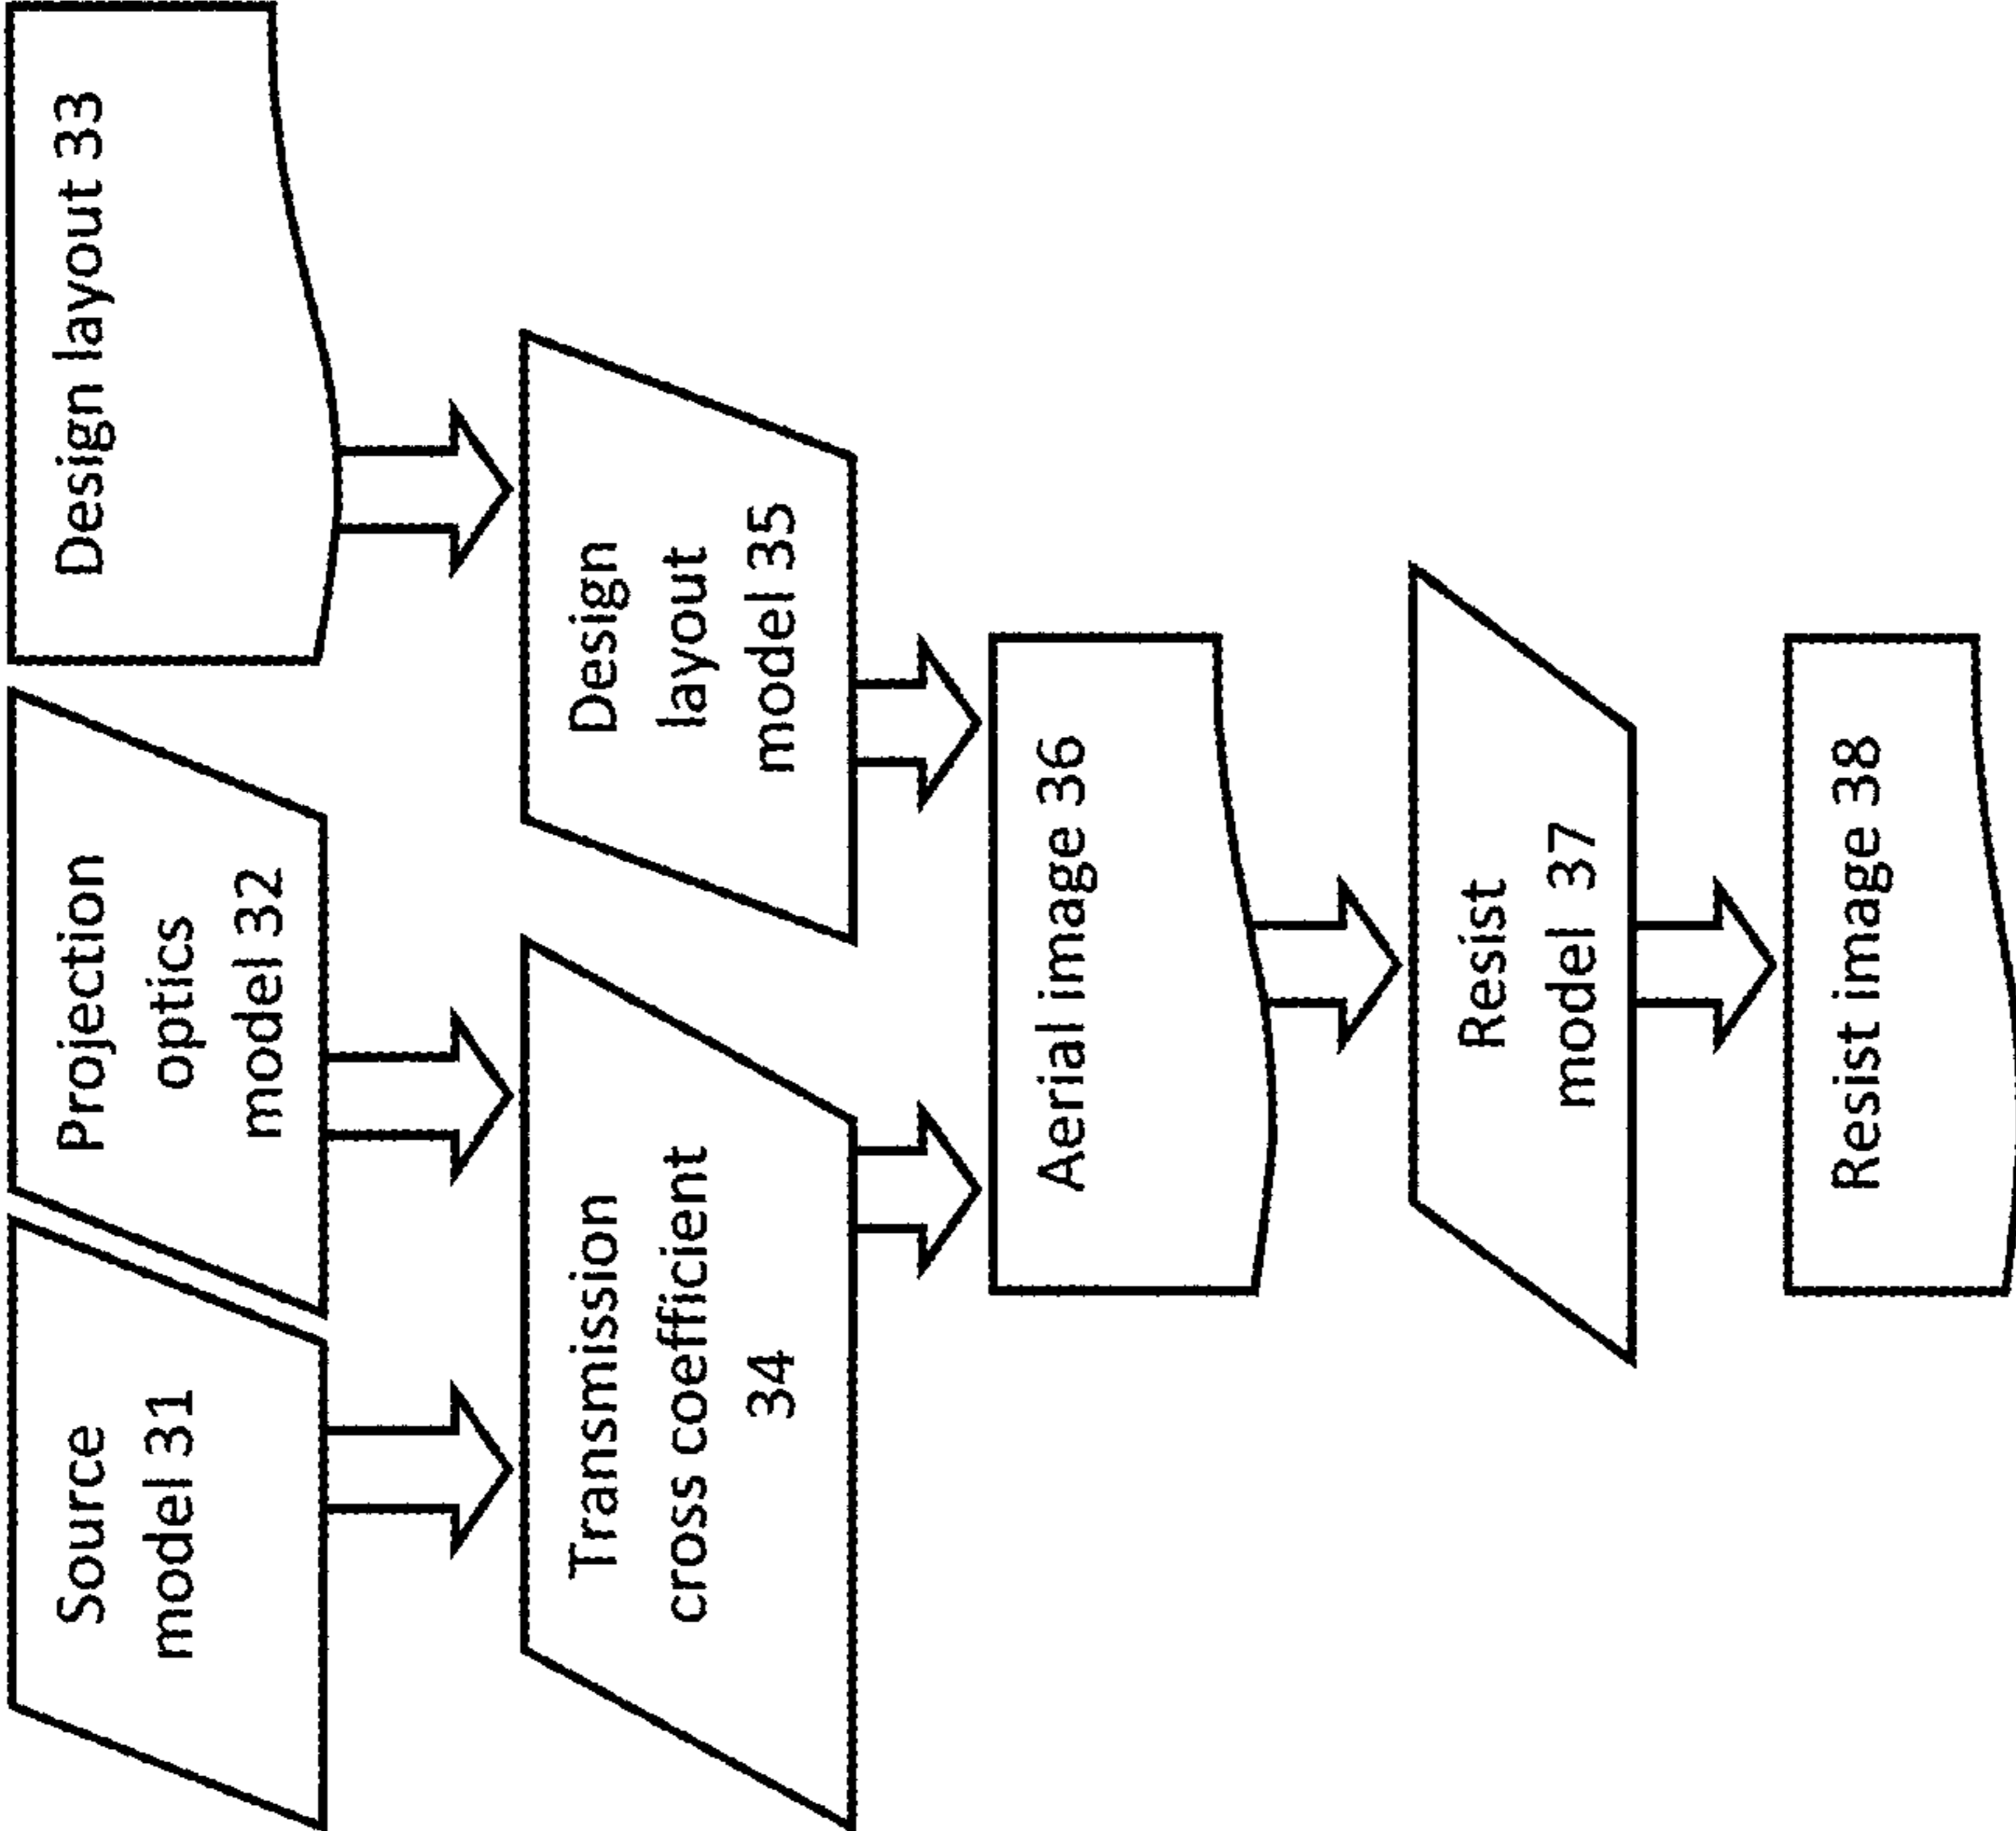 Source
model 31
Projection
optics
model 32
Design layout 33
Transmission
cross coefficient
34
Design
layout
model 35
Aerial image 36
Resist
model 37
Resist image 38